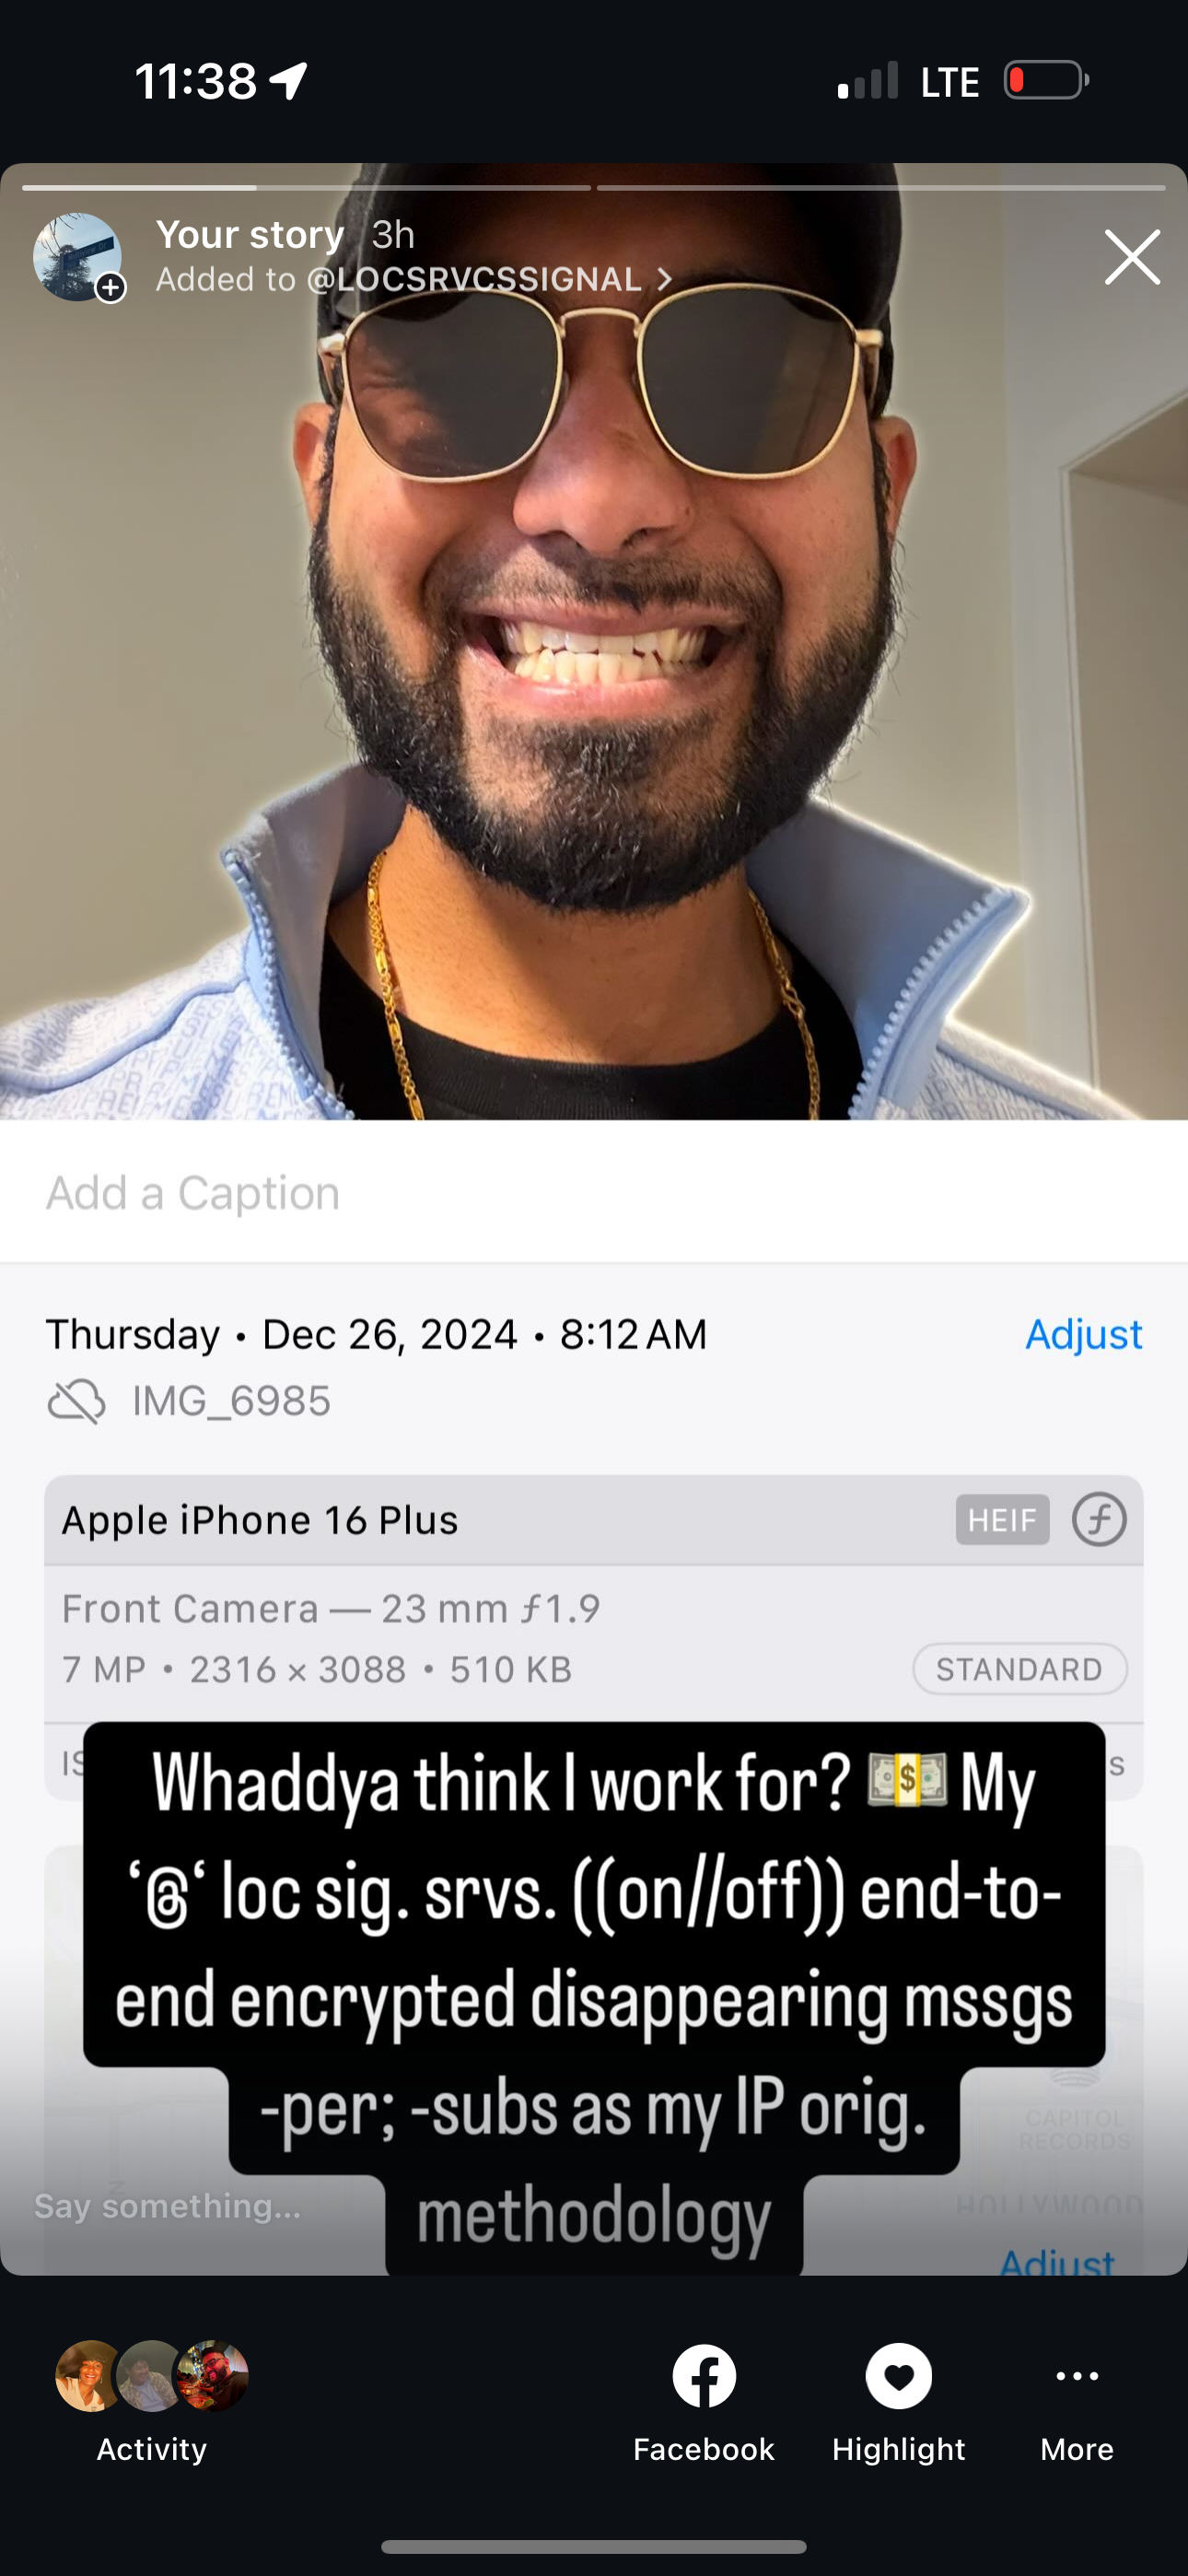 11:38
LTE
Your story 3h
Added to @LOCSRVCSSIGNAL >
Add a Caption
Thursday • Dec 26, 2024 • 8:12 AM
Adjust
IMG_6985
Apple iPhone 16 Plus
HEIF
Front Camera — 23 mm ƒ1.9
7 MP • 2316 × 3088 • 510 KB
STANDARD
IS
s
Whaddya think I work for? 💵 My
‘@‘ loc sig. srvs. ((on//off)) end-to-
end encrypted disappearing mssgs
-per; -subs as my IP orig.
methodology
CAPITOL
RECORDS
HOLLYWOOD
Say something...
Adjust
Activity
Facebook
Highlight
More